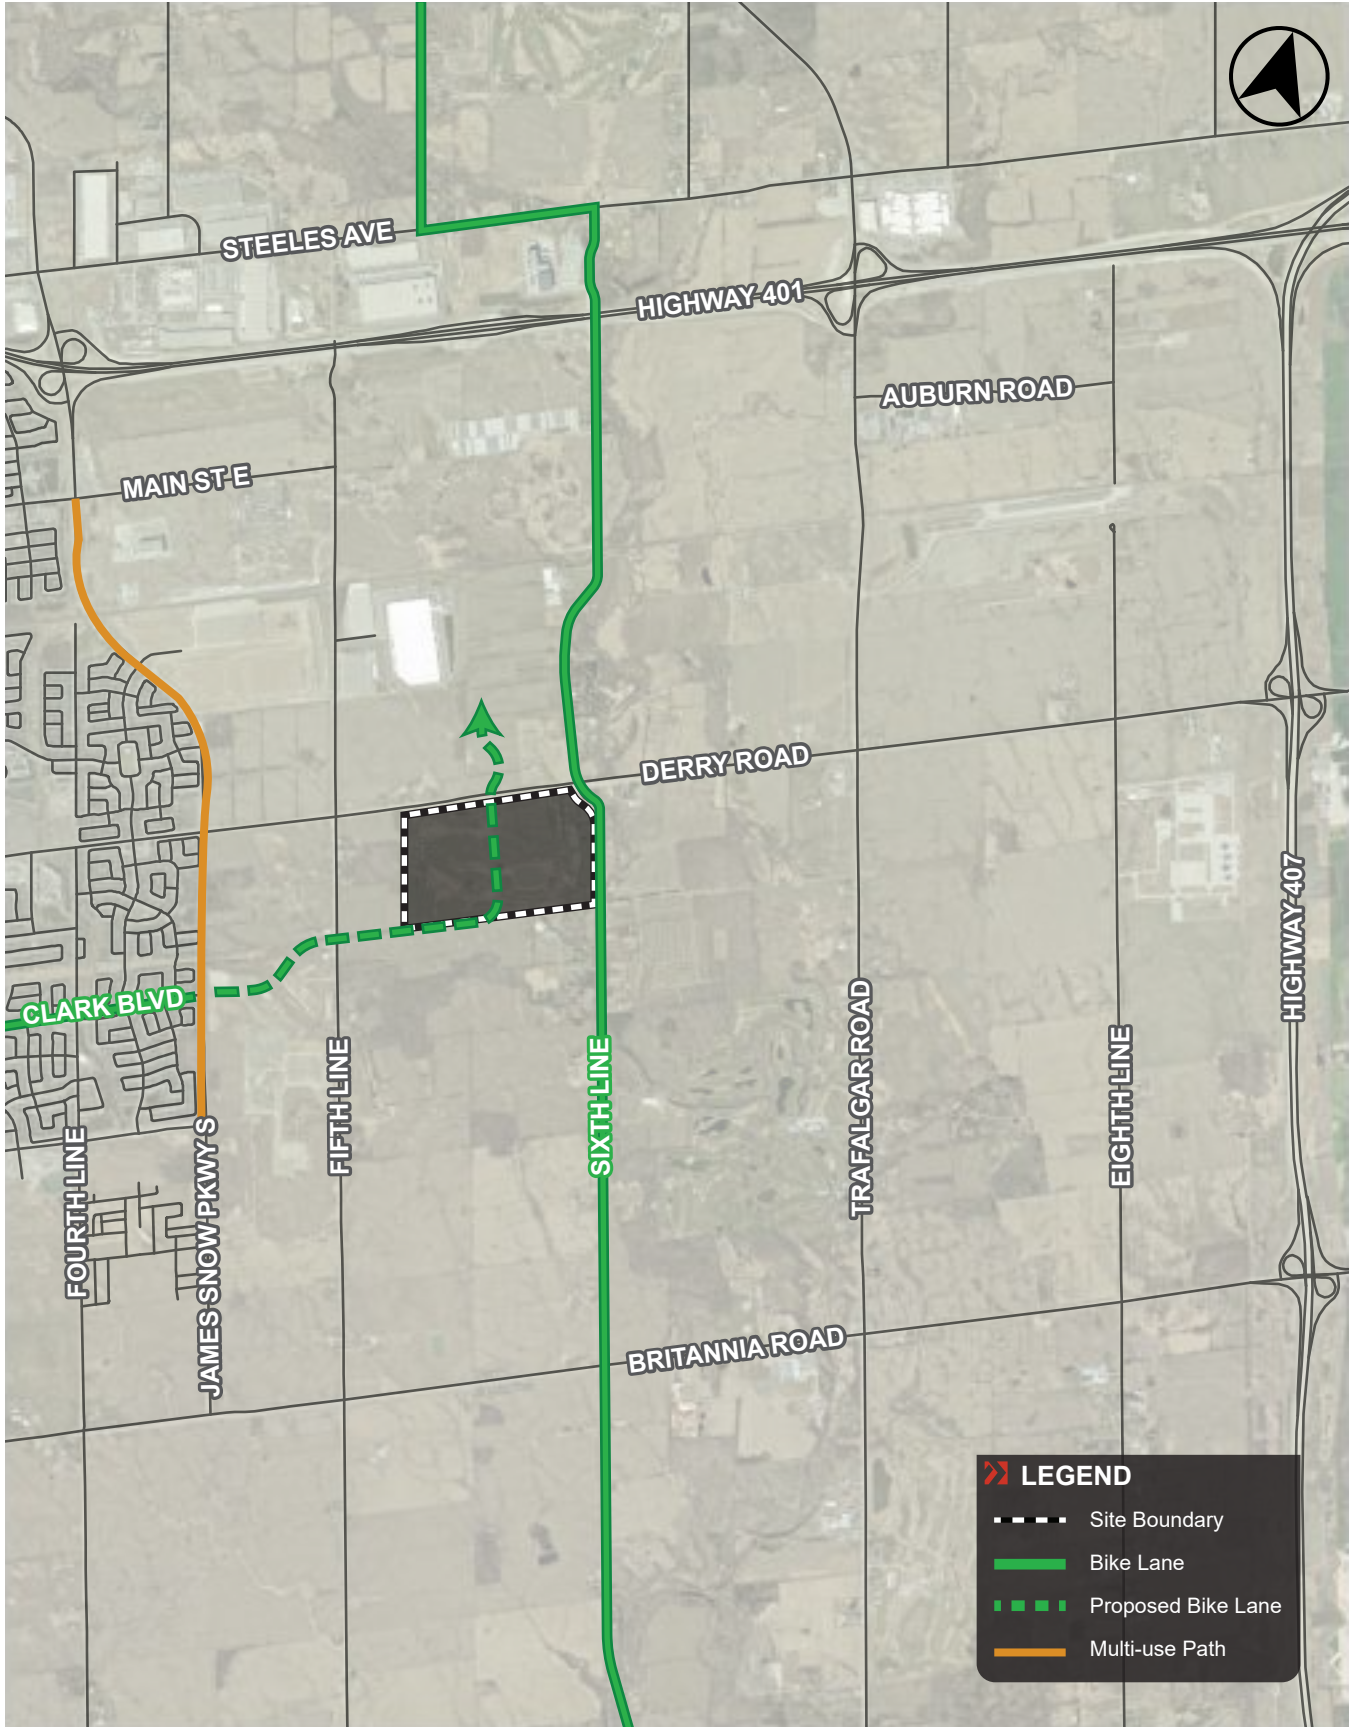 STEELES AVE
HIGHWAY 401
AUBURN ROAD
MAIN ST E
DERRY ROAD
HIGHWAY 407
CLARK BLVD
TRAFALGAR ROAD
EIGHTH LINE
FIFTH LINE
SIXTH LINE
FOURTH LINE
JAMES SNOW PKWY S
BRITANNIA ROAD
LEGEND
Site Boundary
Bike Lane
Proposed Bike Lane
Multi-use Path